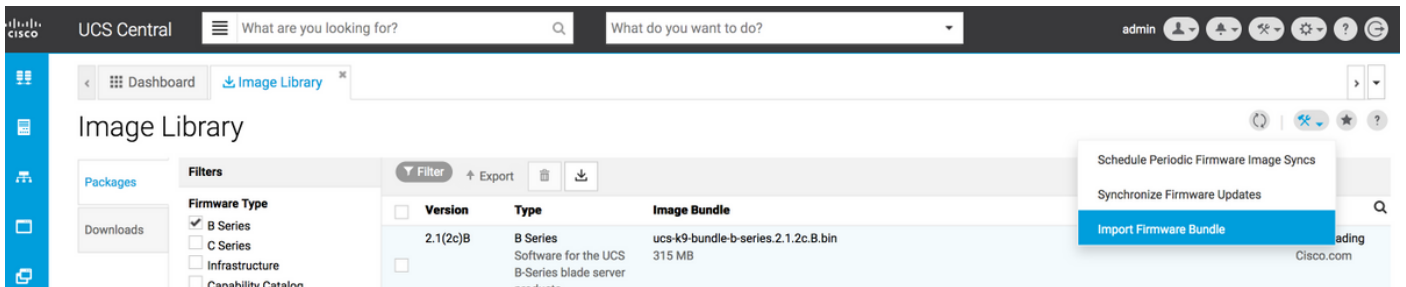 cisco
UCS Central
What are you looking for?
What do you want to do?
admin
?
Dashboard
Image Library
Image Library
?
Packages
Downloads
Filters
Firmware Type
B Series
C Series
Infrastructure
Capability Catalog
Filter
Export
Version
Type
Image Bundle
2.1(2c)B
B Series
Software for the UCS
B-Series blade server
ucs-k9-bundle-b-series.2.1.2c.B.bin
315 MB
Schedule Periodic Firmware Image Syncs
Synchronize Firmware Updates
Import Firmware Bundle
ading
Cisco.com